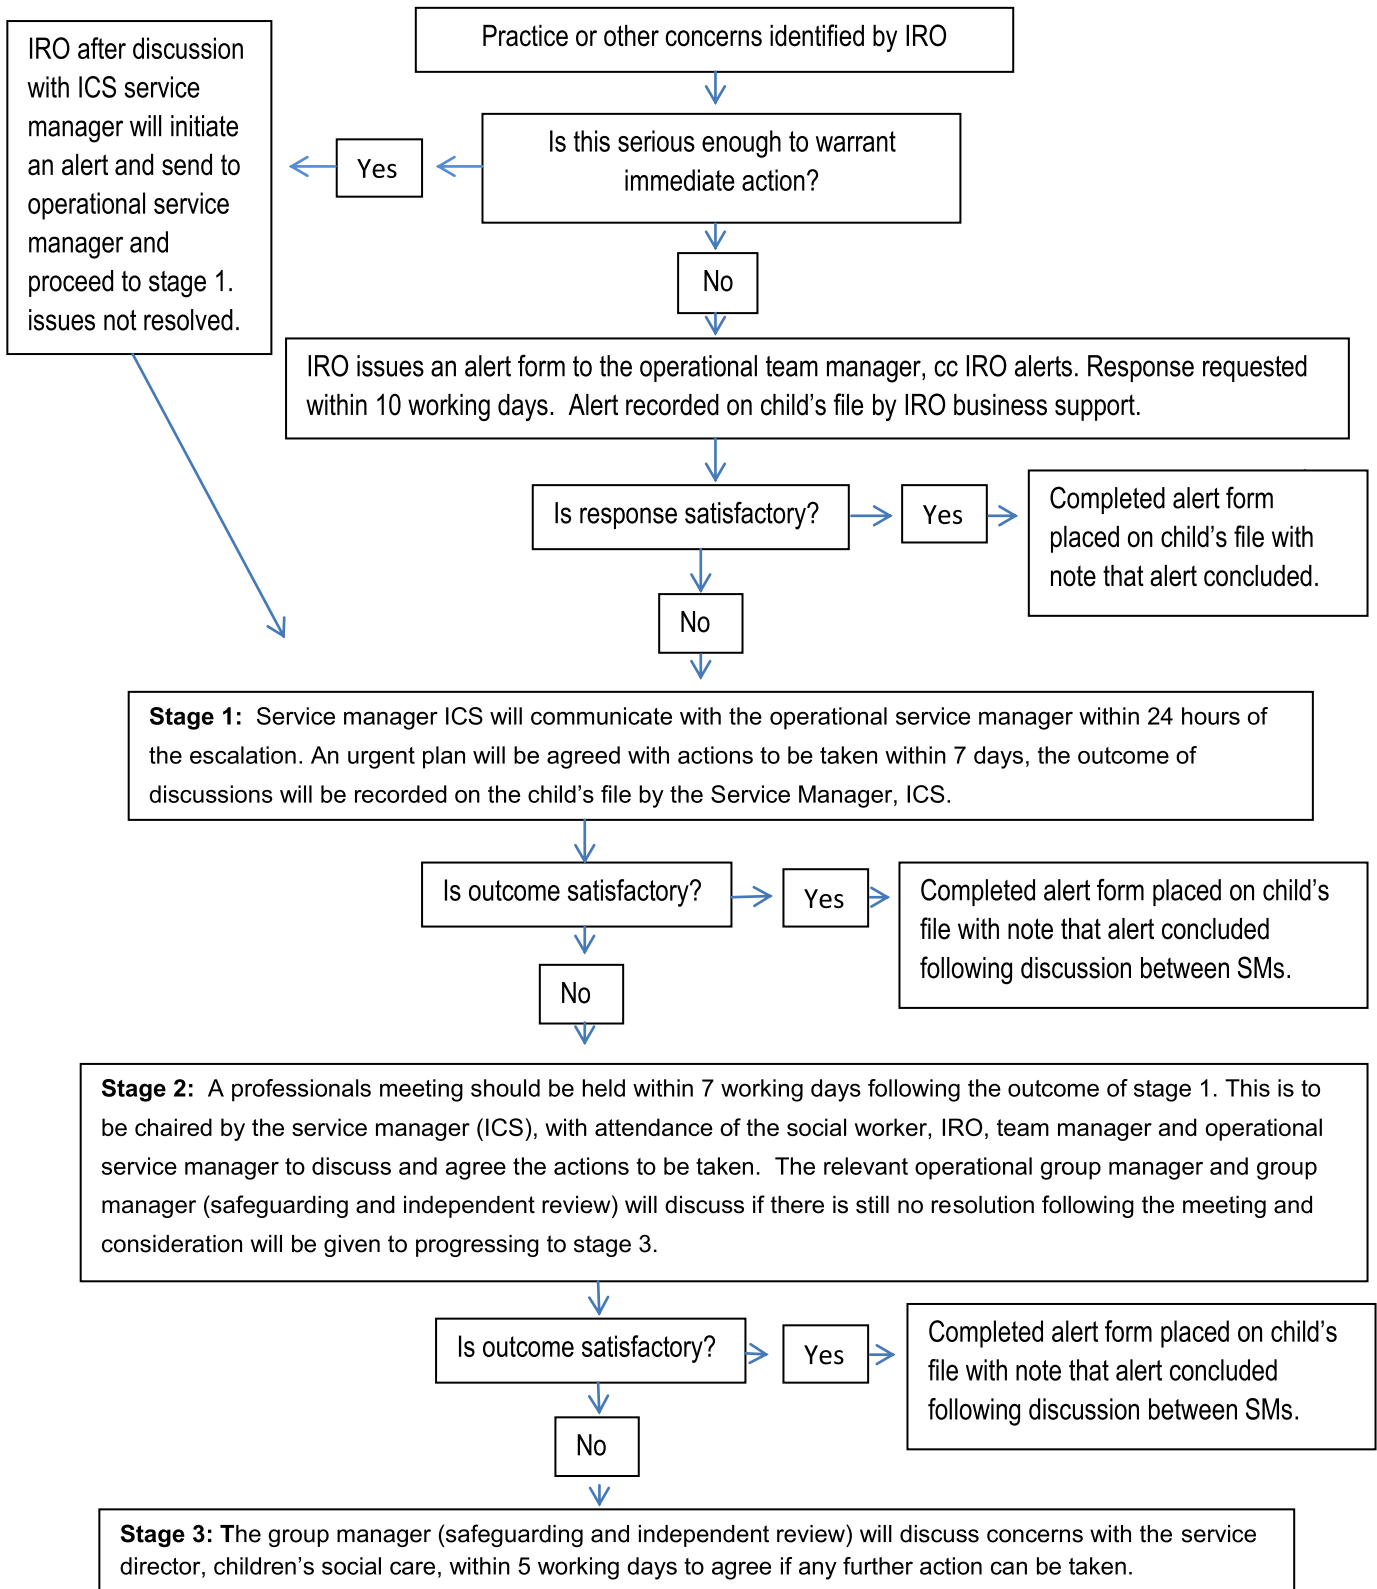 Practice or other concerns identified by IRO
IRO after discussion
with ICS service
manager will initiate
an alert and send to
operational service
manager and
proceed to stage 1.
issues not resolved.
Is this serious enough to warrant
immediate action?
Yes
No
IRO issues an alert form to the operational team manager, cc IRO alerts. Response requested
within 10 working days.  Alert recorded on child’s file by IRO business support.
Is response satisfactory?
Yes
Completed alert form
placed on child’s file with
note that alert concluded.
No
Stage 1:  Service manager ICS will communicate with the operational service manager within 24 hours of
the escalation. An urgent plan will be agreed with actions to be taken within 7 days, the outcome of
discussions will be recorded on the child’s file by the Service Manager, ICS.
Is outcome satisfactory?
Yes
Completed alert form placed on child’s
file with note that alert concluded
following discussion between SMs.
No
Stage 2:  A professionals meeting should be held within 7 working days following the outcome of stage 1. This is to
be chaired by the service manager (ICS), with attendance of the social worker, IRO, team manager and operational
service manager to discuss and agree the actions to be taken.  The relevant operational group manager and group
manager (safeguarding and independent review) will discuss if there is still no resolution following the meeting and
consideration will be given to progressing to stage 3.
Is outcome satisfactory?
Yes
Completed alert form placed on child’s
file with note that alert concluded
following discussion between SMs.
No
Stage 3: The group manager (safeguarding and independent review) will discuss concerns with the service
director, children’s social care, within 5 working days to agree if any further action can be taken.